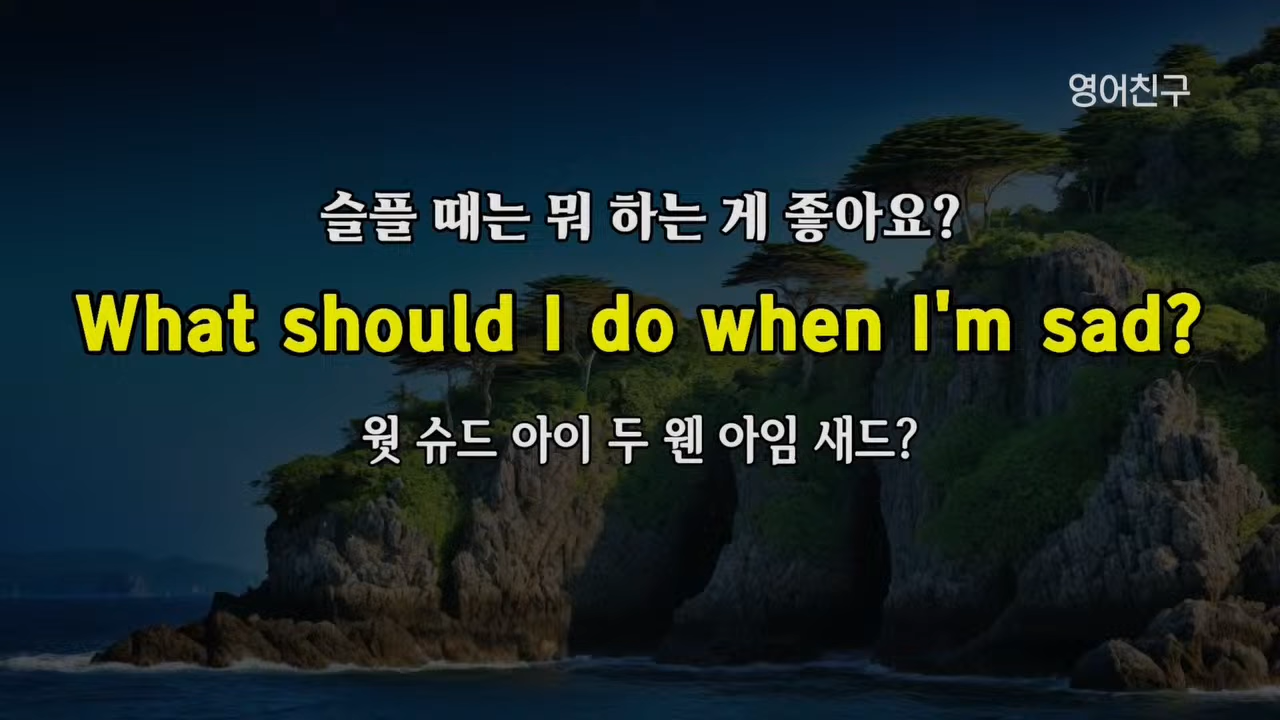 영어친구
슬플 때는 뭐 하는 게 좋아요?
What should I do when I'm sad?
웟 슈드 아이 두 웬 아임 새드?